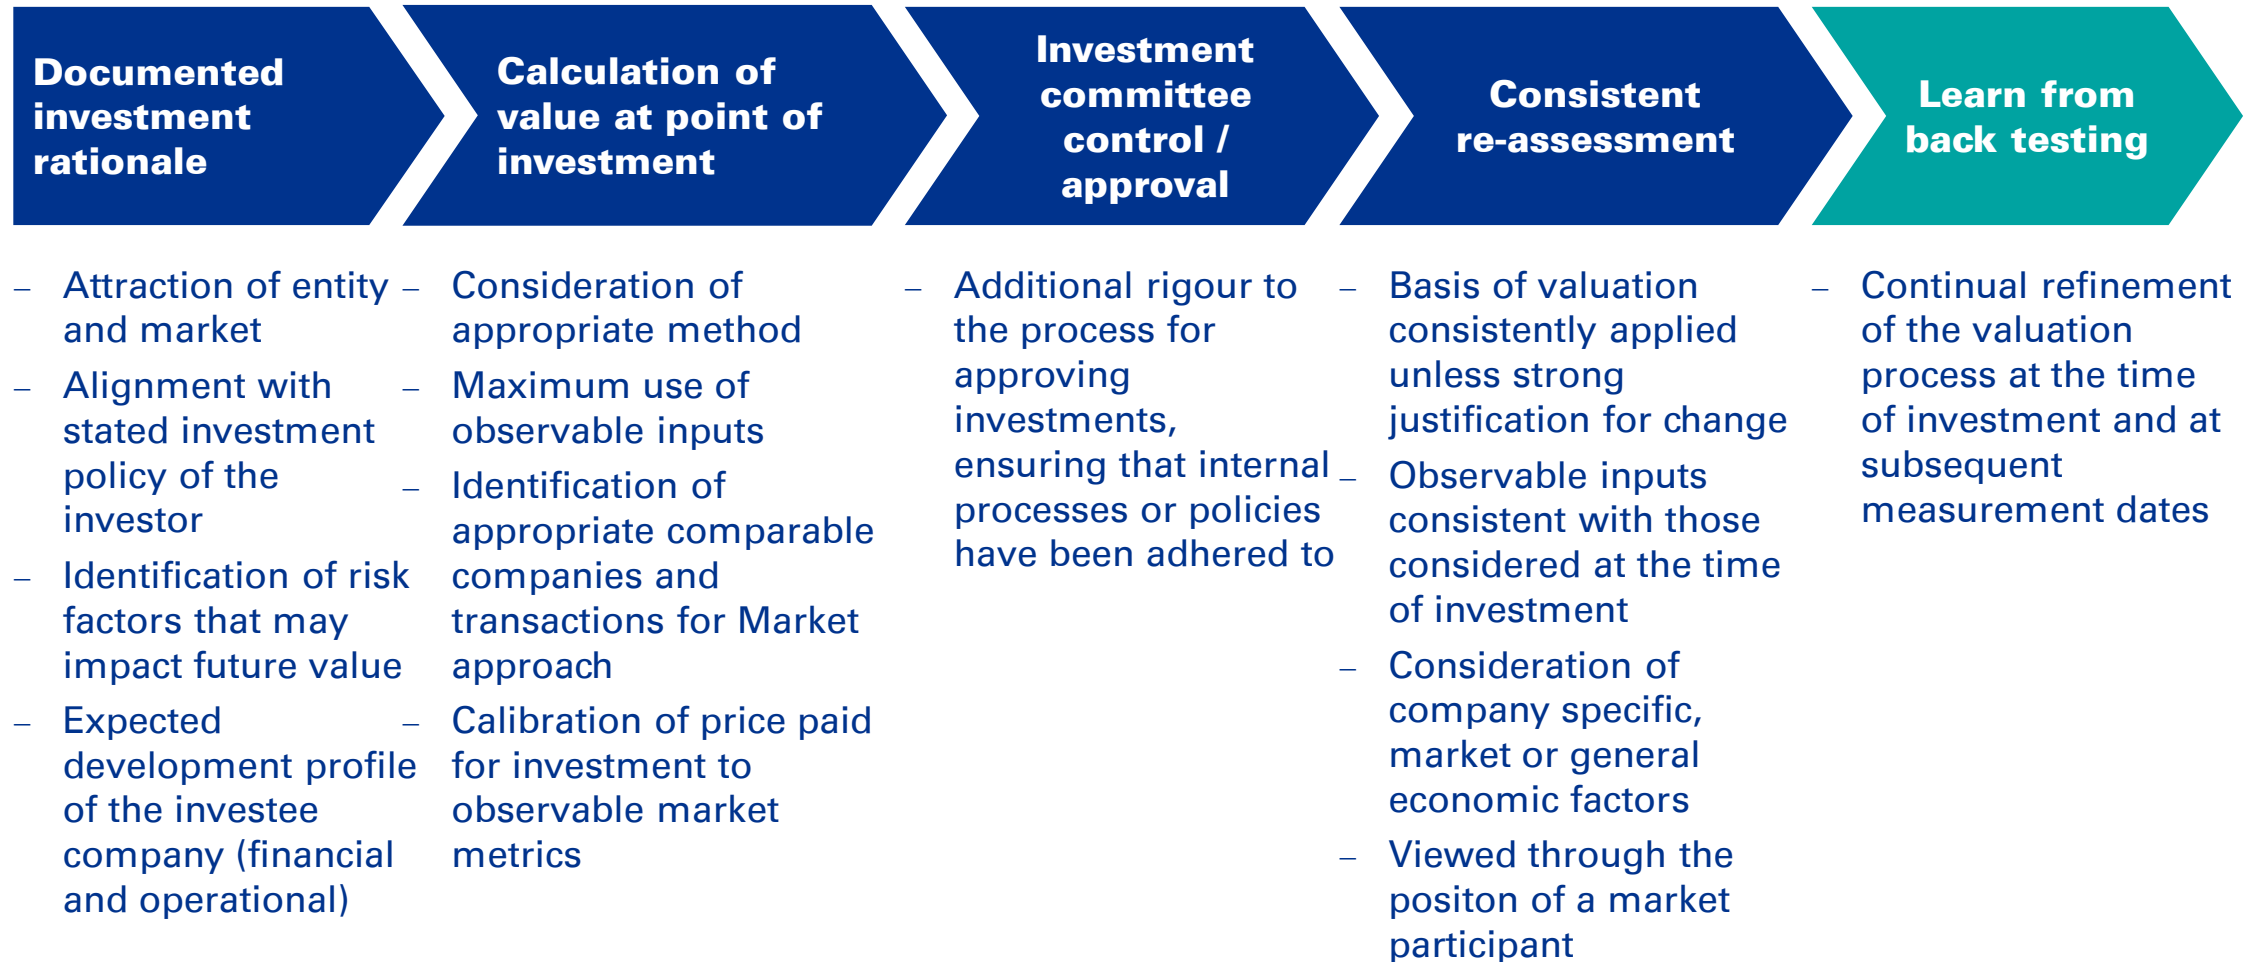 Documented
investment
rationale
Calculation of
value at point of
investment
Investment
committee
control /
approval
Consistent
re-assessment
Learn from
back testing
– Attraction of entity
and market
– Alignment with
stated investment
policy of the
investor
– Identification of risk
factors that may
impact future value
– Expected
development profile
of the investee
company (financial
and operational)
– Consideration of
appropriate method
– Maximum use of
observable inputs
– Identification of
appropriate comparable
companies and
transactions for Market
approach
– Calibration of price paid
for investment to
observable market
metrics
– Additional rigour to
the process for
approving
investments,
ensuring that internal
processes or policies
have been adhered to
– Basis of valuation
consistently applied
unless strong
justification for change
– Observable inputs
consistent with those
considered at the time
of investment
– Consideration of
company specific,
market or general
economic factors
– Viewed through the
positon of a market
participant
– Continual refinement
of the valuation
process at the time
of investment and at
subsequent
measurement dates